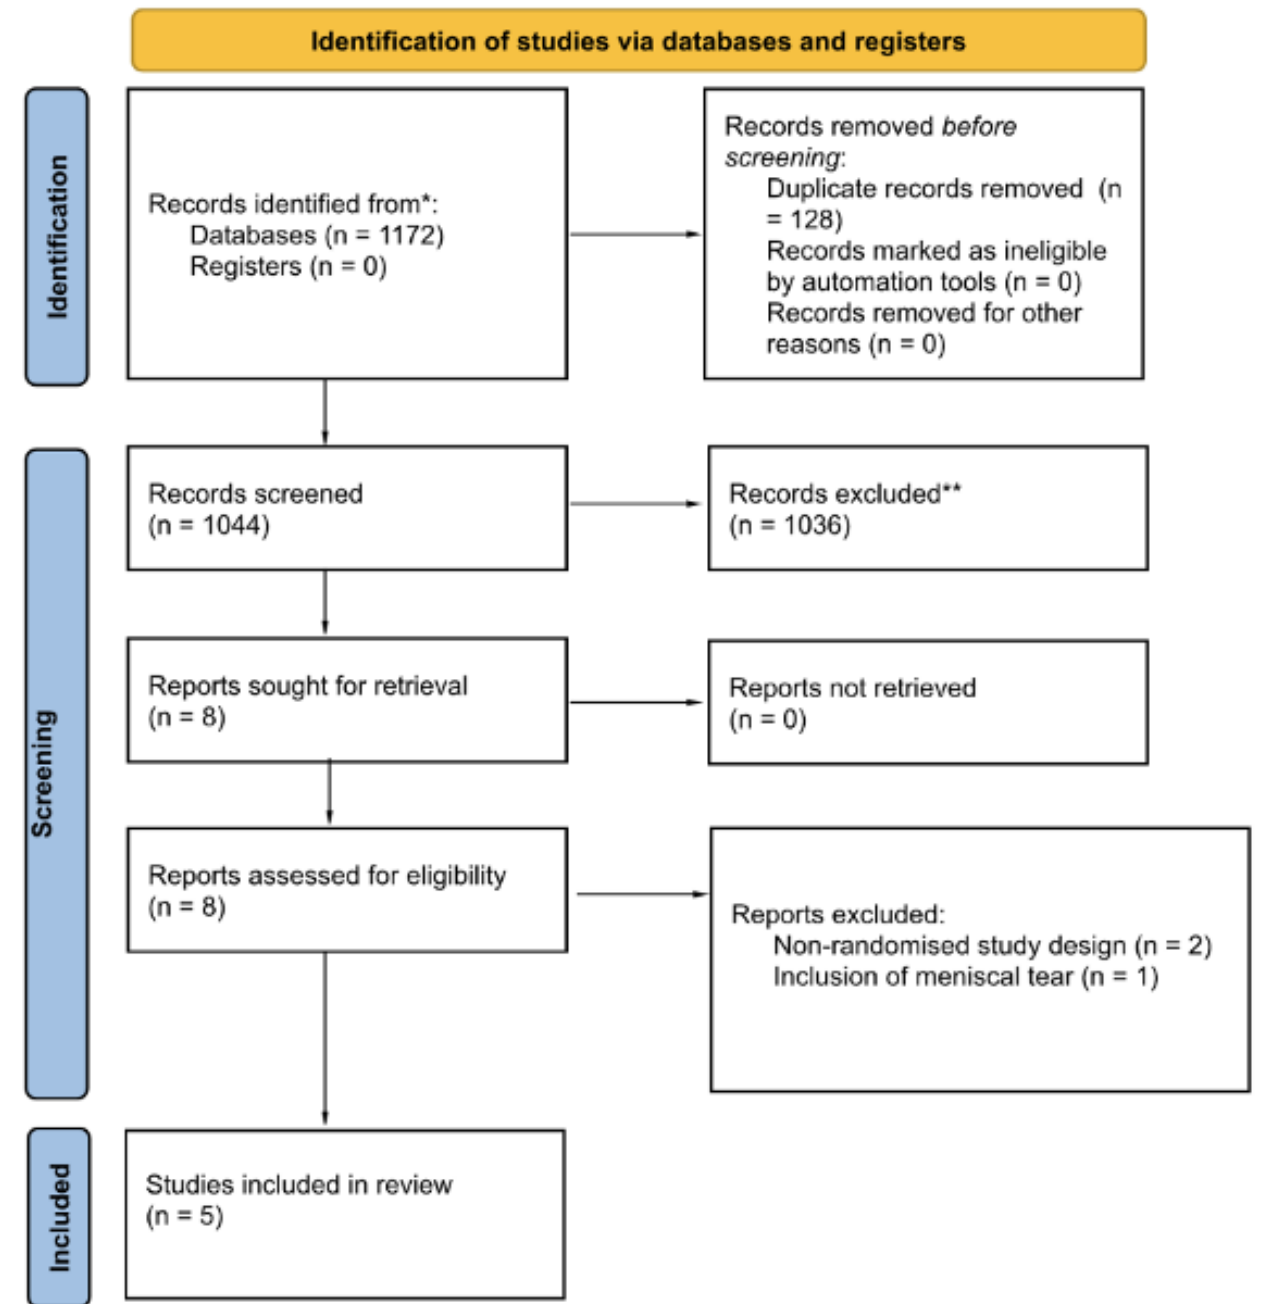 Identification of studies via databases and registers
Identification
Records identified from*:
Databases (n = 1172)
Registers (n = 0)
Records removed before
screening:
Duplicate records removed (n
= 128)
Records marked as ineligible
by automation tools (n = 0)
Records removed for other
reasons (n = 0)
Screening
Records screened
(n = 1044)
Records excluded**
(n = 1036)
Reports sought for retrieval
(n = 8)
Reports not retrieved
(n = 0)
Reports assessed for eligibility
(n = 8)
Reports excluded:
Non-randomised study design (n = 2)
Inclusion of meniscal tear (n = 1)
Included
Studies included in review
(n = 5)